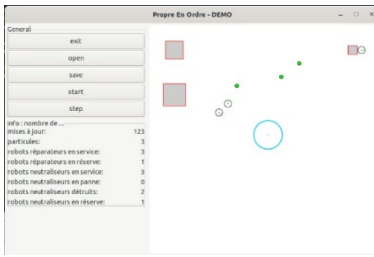 Propre En Ordre - DEMO
General
exit
open
save
start
step
Info : nombre de ...
mises à jour: 123
particules: 3
robots réparateurs en service: 3
robots réparateurs en réserve: 1
robots neutraliseurs en service: 3
robots neutraliseurs en panne: 0
robots neutraliseurs détruits: 2
robots neutraliseurs en réserve: 1